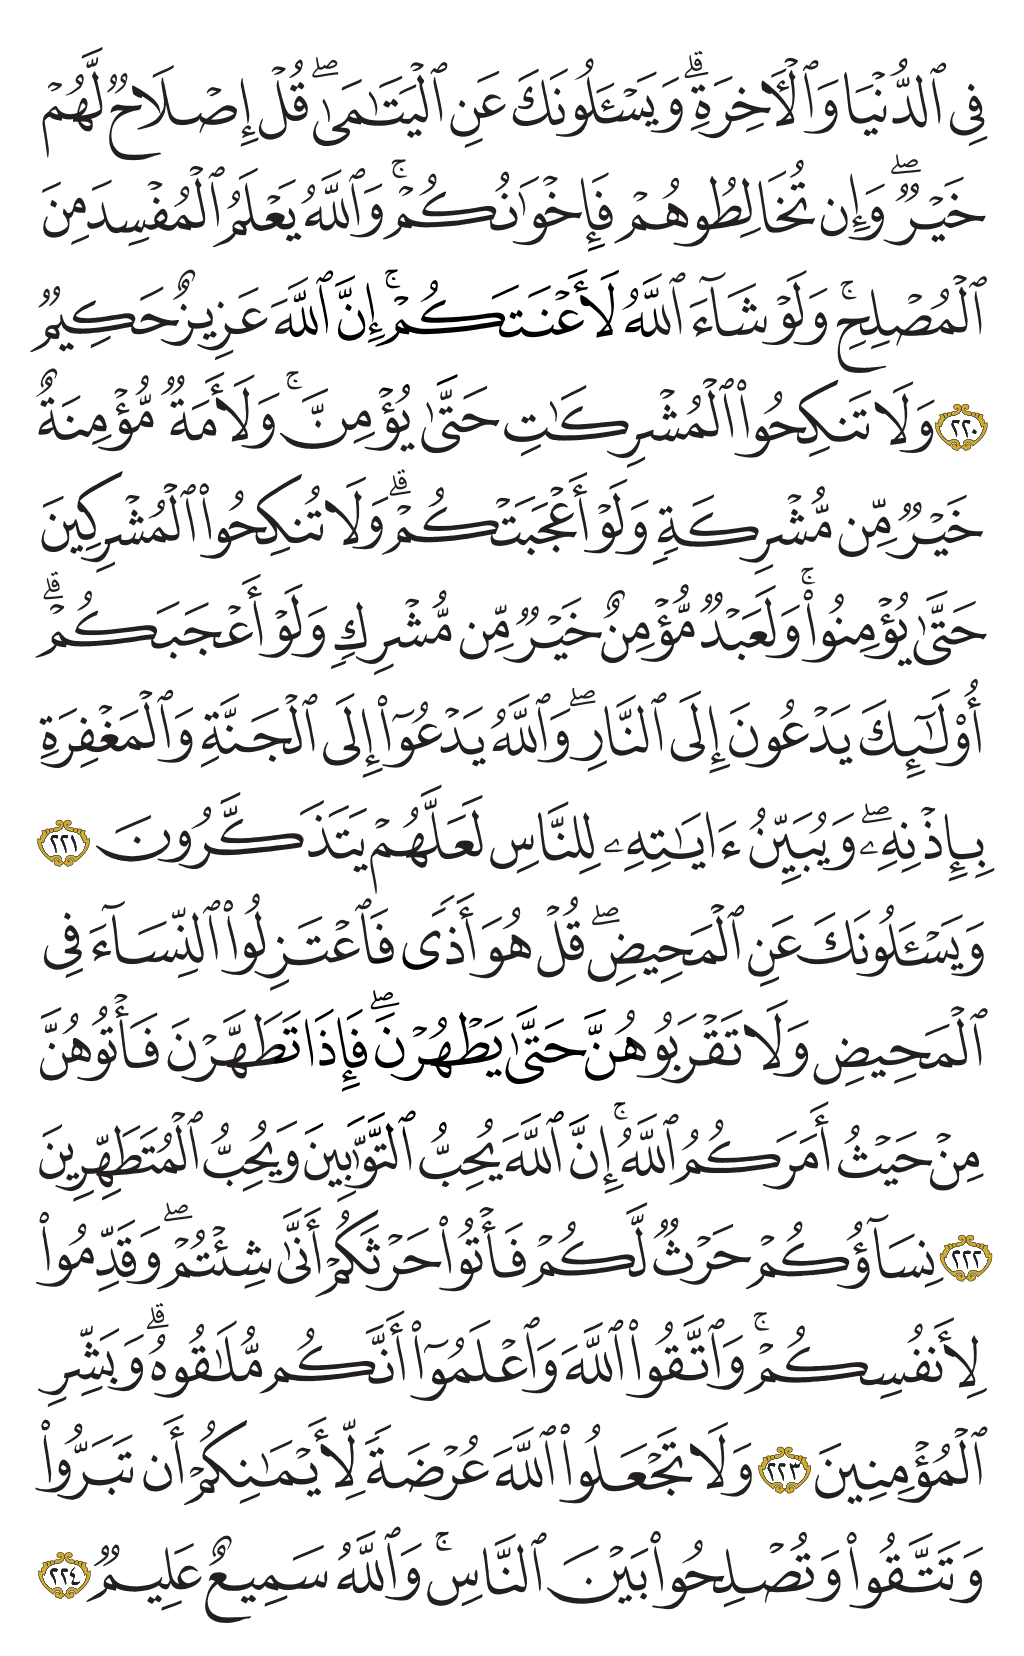 فِى ٱلدُّنْيَا وَٱلْـَٔاخِرَةِ ۗ وَيَسْـَٔلُونَكَ عَنِ ٱلْيَتَـٰمَىٰ ۖ قُلْ إِصْلَاحٌ لَّهُمْ
خَيْرٌ ۖ وَإِن تُخَالِطُوهُمْ فَإِخْوَٰنُكُمْ ۚ وَٱللَّهُ يَعْلَمُ ٱلْمُفْسِدَ مِنَ
ٱلْمُصْلِحِ ۚ وَلَوْ شَآءَ ٱللَّهُ لَأَعْنَتَكُمْ ۚ إِنَّ ٱللَّهَ عَزِيزٌ حَكِيمٌ
٢٢٠ وَلَا تَنكِحُوا۟ ٱلْمُشْرِكَـٰتِ حَتَّىٰ يُؤْمِنَّ ۚ وَلَأَمَةٌ مُّؤْمِنَةٌ
خَيْرٌ مِّن مُّشْرِكَةٍ وَلَوْ أَعْجَبَتْكُمْ ۗ وَلَا تُنكِحُوا۟ ٱلْمُشْرِكِينَ
حَتَّىٰ يُؤْمِنُوا۟ ۚ وَلَعَبْدٌ مُّؤْمِنٌ خَيْرٌ مِّن مُّشْرِكٍ وَلَوْ أَعْجَبَكُمْ ۗ
أُو۟لَـٰٓئِكَ يَدْعُونَ إِلَى ٱلنَّارِ ۖ وَٱللَّهُ يَدْعُوٓا۟ إِلَى ٱلْجَنَّةِ وَٱلْمَغْفِرَةِ
بِإِذْنِهِۦ ۖ وَيُبَيِّنُ ءَايَـٰتِهِۦ لِلنَّاسِ لَعَلَّهُمْ يَتَذَكَّرُونَ ٢٢١
وَيَسْـَٔلُونَكَ عَنِ ٱلْمَحِيضِ ۖ قُلْ هُوَ أَذًى فَٱعْتَزِلُوا۟ ٱلنِّسَآءَ فِى
ٱلْمَحِيضِ وَلَا تَقْرَبُوهُنَّ حَتَّىٰ يَطْهُرْنَ ۖ فَإِذَا تَطَهَّرْنَ فَأْتُوهُنَّ
مِنْ حَيْثُ أَمَرَكُمُ ٱللَّهُ ۚ إِنَّ ٱللَّهَ يُحِبُّ ٱلتَّوَّٰبِينَ وَيُحِبُّ ٱلْمُتَطَهِّرِينَ
٢٢٢ نِسَآؤُكُمْ حَرْثٌ لَّكُمْ فَأْتُوا۟ حَرْثَكُمْ أَنَّىٰ شِئْتُمْ ۖ وَقَدِّمُوا۟
لِأَنفُسِكُمْ ۚ وَٱتَّقُوا۟ ٱللَّهَ وَٱعْلَمُوٓا۟ أَنَّكُم مُّلَـٰقُوهُ ۗ وَبَشِّرِ
ٱلْمُؤْمِنِينَ ٢٢٣ وَلَا تَجْعَلُوا۟ ٱللَّهَ عُرْضَةً لِّأَيْمَـٰنِكُمْ أَن تَبَرُّوا۟
وَتَتَّقُوا۟ وَتُصْلِحُوا۟ بَيْنَ ٱلنَّاسِ ۚ وَٱللَّهُ سَمِيعٌ عَلِيمٌ ٢٢٤